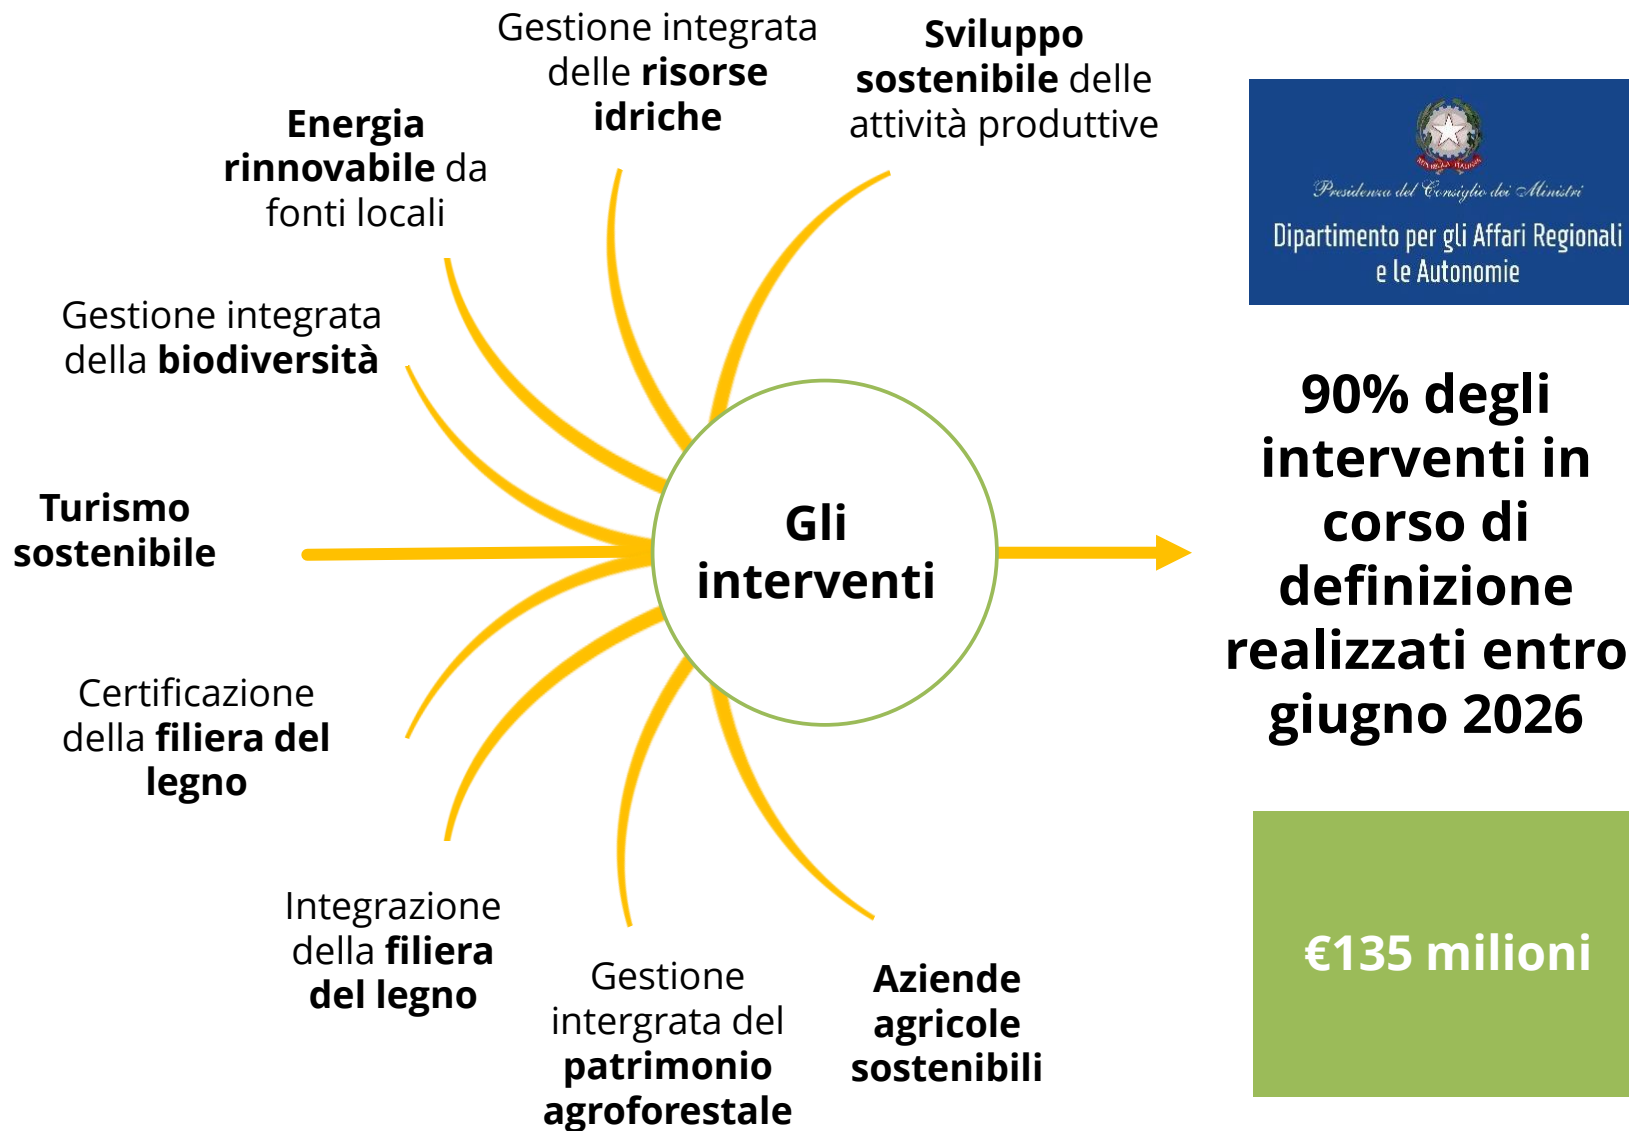 Gestione integrata
delle risorse
idriche
Sviluppo
sostenibile delle
attività produttive
Energia
rinnovabile da
fonti locali
Gestione integrata
della biodiversità
Turismo
sostenibile
Certificazione
della filiera del
legno
Integrazione
della filiera
del legno
Gestione
intergrata del
patrimonio
agroforestale
Aziende
agricole
sostenibili
Gli
interventi
REPVBBLICA ITALIANA
Presidenza del Consiglio dei Ministri
Dipartimento per gli Affari Regionali
e le Autonomie
90% degli
interventi in
corso di
definizione
realizzati entro
giugno 2026
€135 milioni